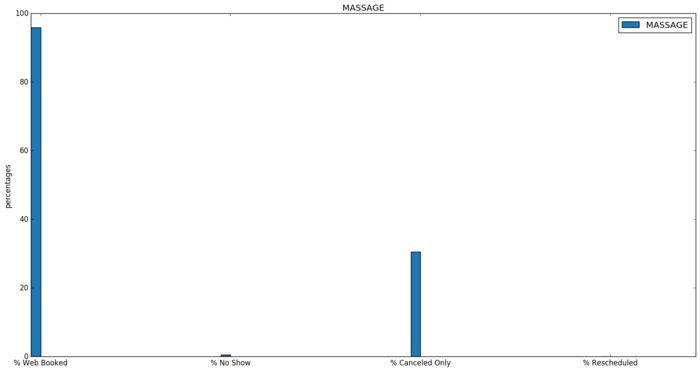 MASSAGE
100
MASSAGE
80
60
percentages
40
20
0
% Web Booked % No Show % Canceled Only % Rescheduled